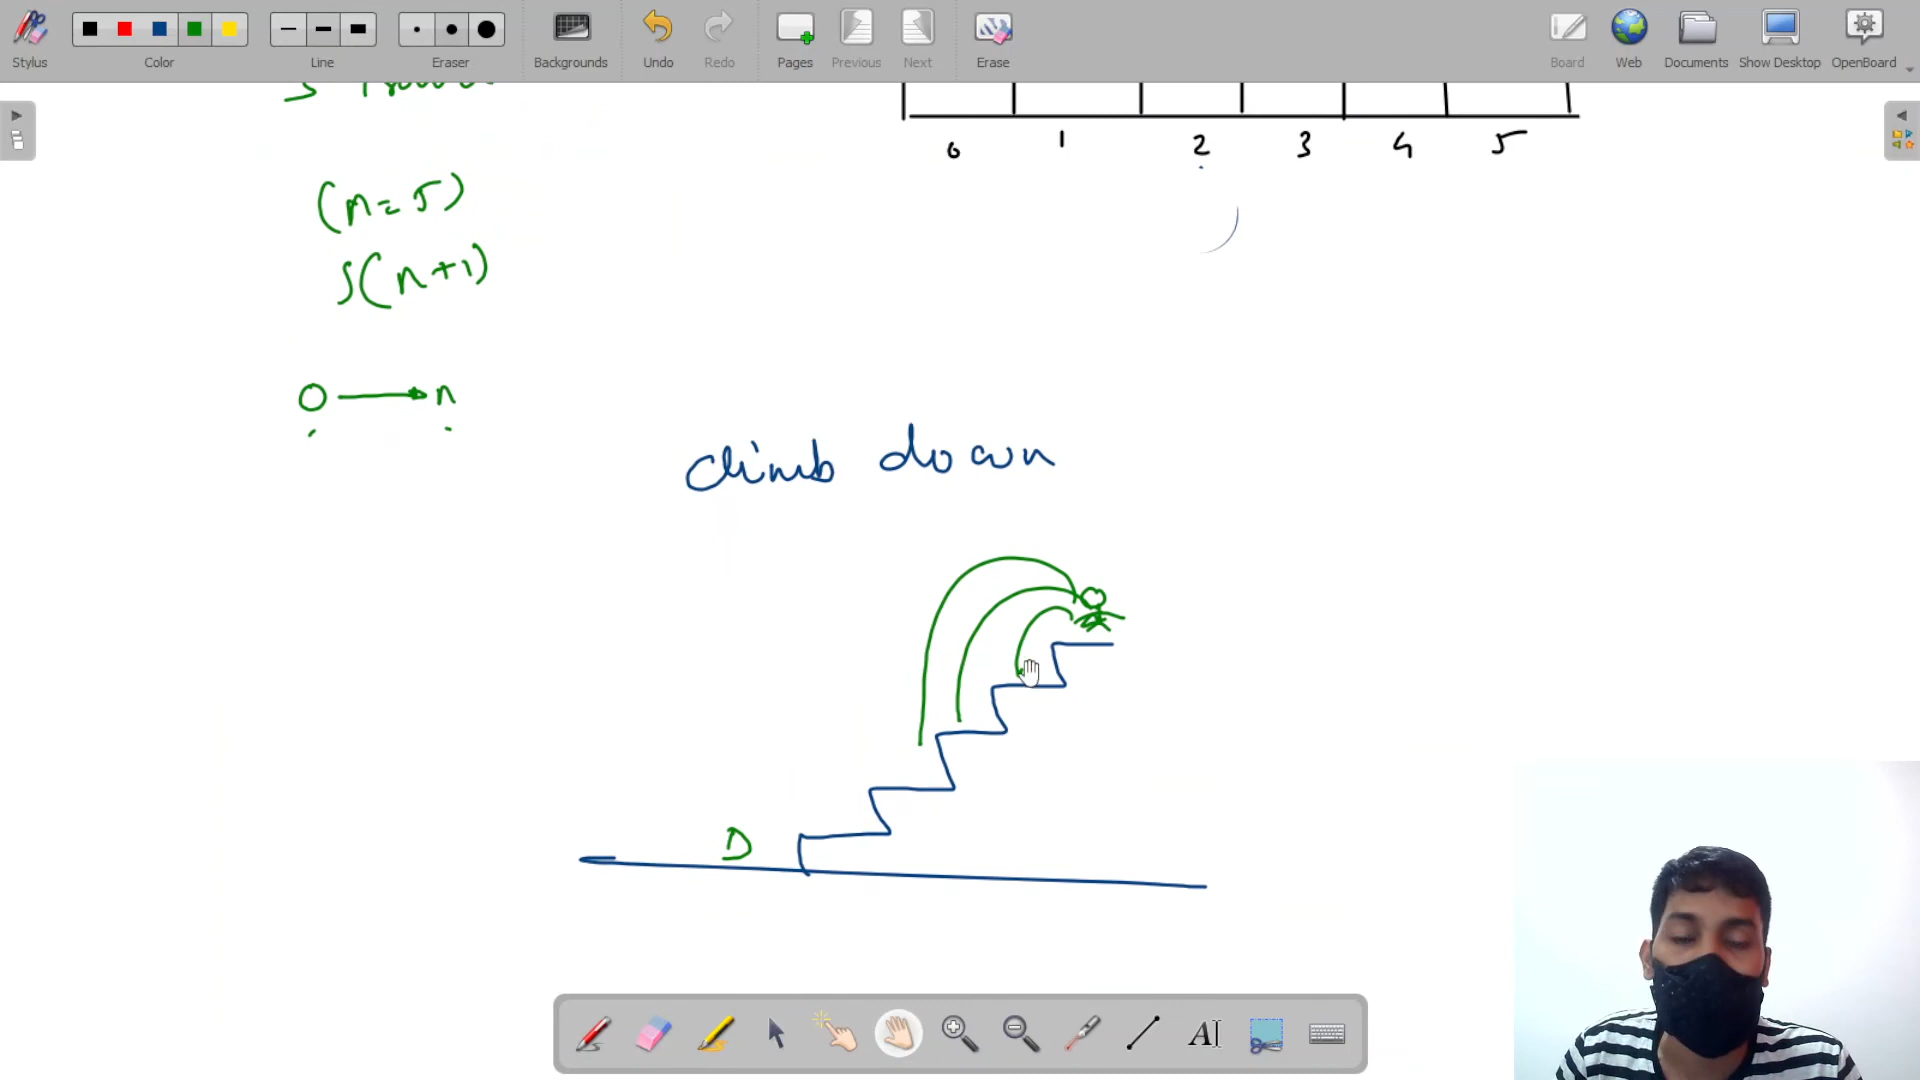 Stylus
Color
Line
Eraser
Backgrounds
Undo
Redo
Pages
Previous
Next
Erase
Board
Web
Documents
Show Desktop
OpenBoard
0 1 2 3 4 5
(n = 5)
(n+1)
0 → n
climb down
D